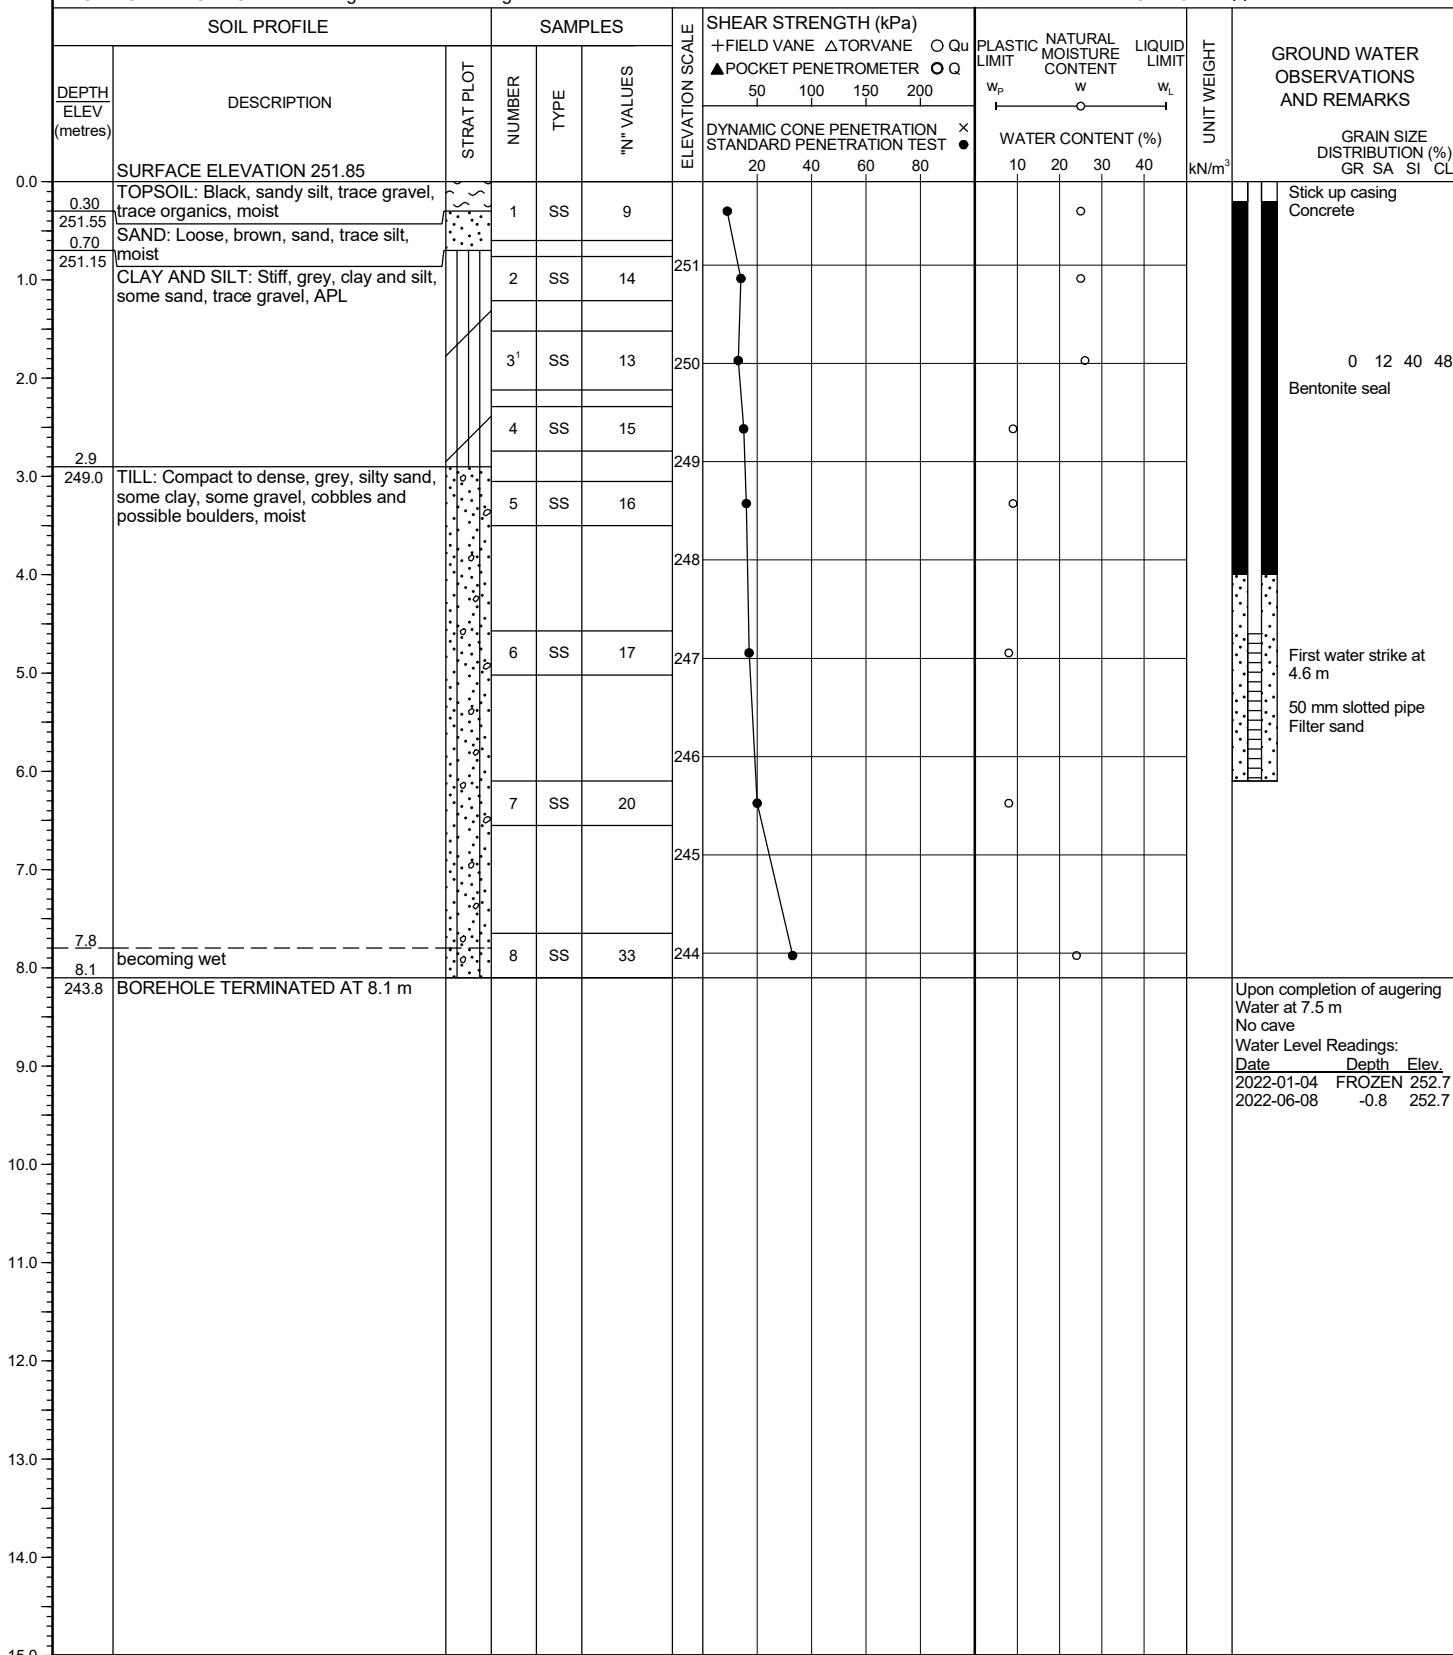 SOIL PROFILE
SAMPLES
ELEVATION SCALE
SHEAR STRENGTH (kPa)
+FIELD VANE △TORVANE ○ Qu
▲POCKET PENETROMETER O Q
50 100 150 200
DYNAMIC CONE PENETRATION ×
STANDARD PENETRATION TEST ●
20 40 60 80
PLASTIC LIMIT
NATURAL MOISTURE CONTENT
LIQUID LIMIT
wP w wL
WATER CONTENT (%)
10 20 30 40
UNIT WEIGHT
kN/m³
GROUND WATER
OBSERVATIONS
AND REMARKS
GRAIN SIZE
DISTRIBUTION (%)
GR SA SI CL
DEPTH
ELEV
(metres)
DESCRIPTION
STRAT PLOT
NUMBER
TYPE
"N" VALUES
SURFACE ELEVATION 251.85
0.0
TOPSOIL: Black, sandy silt, trace gravel,
trace organics, moist
0.30
251.55
SAND: Loose, brown, sand, trace silt,
moist
0.70
251.15
CLAY AND SILT: Stiff, grey, clay and silt,
some sand, trace gravel, APL
1.0
2.0
2.9
249.0
TILL: Compact to dense, grey, silty sand,
some clay, some gravel, cobbles and
possible boulders, moist
3.0
4.0
5.0
6.0
7.0
7.8
becoming wet
8.0
8.1
243.8
BOREHOLE TERMINATED AT 8.1 m
9.0
10.0
11.0
12.0
13.0
14.0
15.0
1 SS 9
2 SS 14
3¹ SS 13
4 SS 15
5 SS 16
6 SS 17
7 SS 20
8 SS 33
251
250
249
248
247
246
245
244
Stick up casing
Concrete
0 12 40 48
Bentonite seal
First water strike at
4.6 m
50 mm slotted pipe
Filter sand
Upon completion of augering
Water at 7.5 m
No cave
Water Level Readings:
Date Depth Elev.
2022-01-04 FROZEN 252.7
2022-06-08 -0.8 252.7